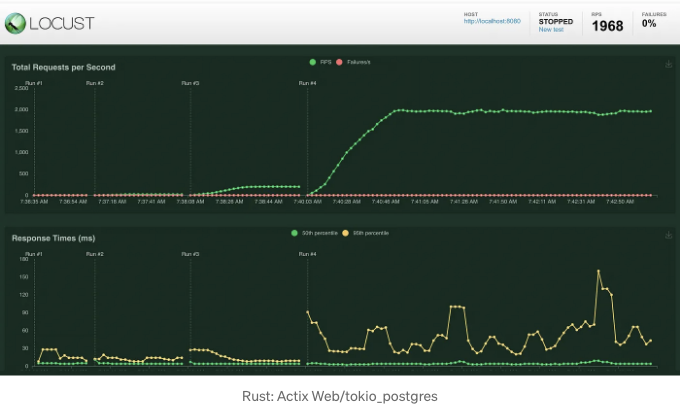 LOCUST
HOST
http://localhost:8080
STATUS
STOPPED
New test
RPS
1968
FAILURES
0%
Total Requests per Second
RPS Failures/s
Run #1 Run #2 Run #3 Run #4
2,500
2,000
1,500
1,000
500
0
7:36:35 AM 7:36:54 AM 7:37:18 AM 7:37:41 AM 7:38:08 AM 7:38:26 AM 7:38:44 AM 7:40:03 AM 7:40:26 AM 7:40:46 AM 7:41:05 AM 7:41:26 AM 7:41:50 AM 7:42:11 AM 7:42:31 AM 7:42:50 AM
Response Times (ms)
50th percentile 95th percentile
Run #1 Run #2 Run #3 Run #4
180
150
120
90
60
30
0
Rust: Actix Web/tokio_postgres